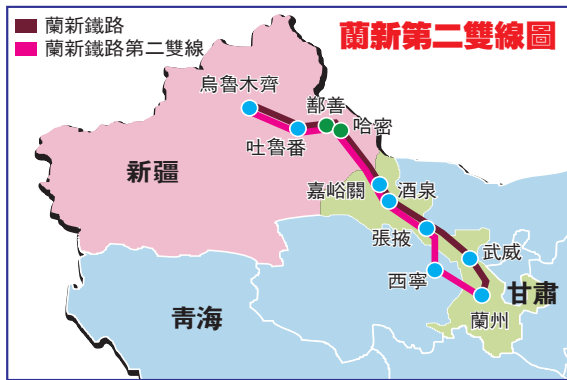 蘭新鐵路
蘭新鐵路第二雙線
蘭新第二雙線圖
烏魯木齊
鄯善
哈密
吐魯番
新疆
嘉峪關
酒泉
張掖
武威
西寧
甘肅
蘭州
青海